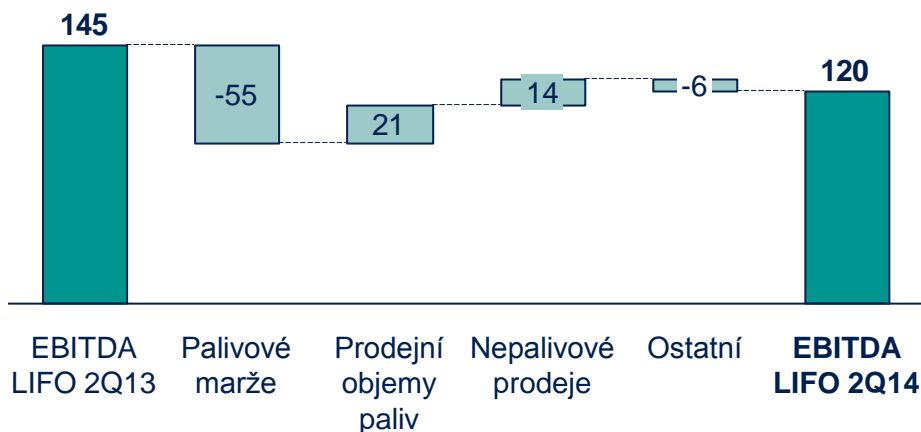 145
-55
21
14
-6
120
EBITDA
LIFO 2Q13
Palivové
marže
Prodejní
objemy
paliv
Nepalivové
prodeje
Ostatní
EBITDA
LIFO 2Q14